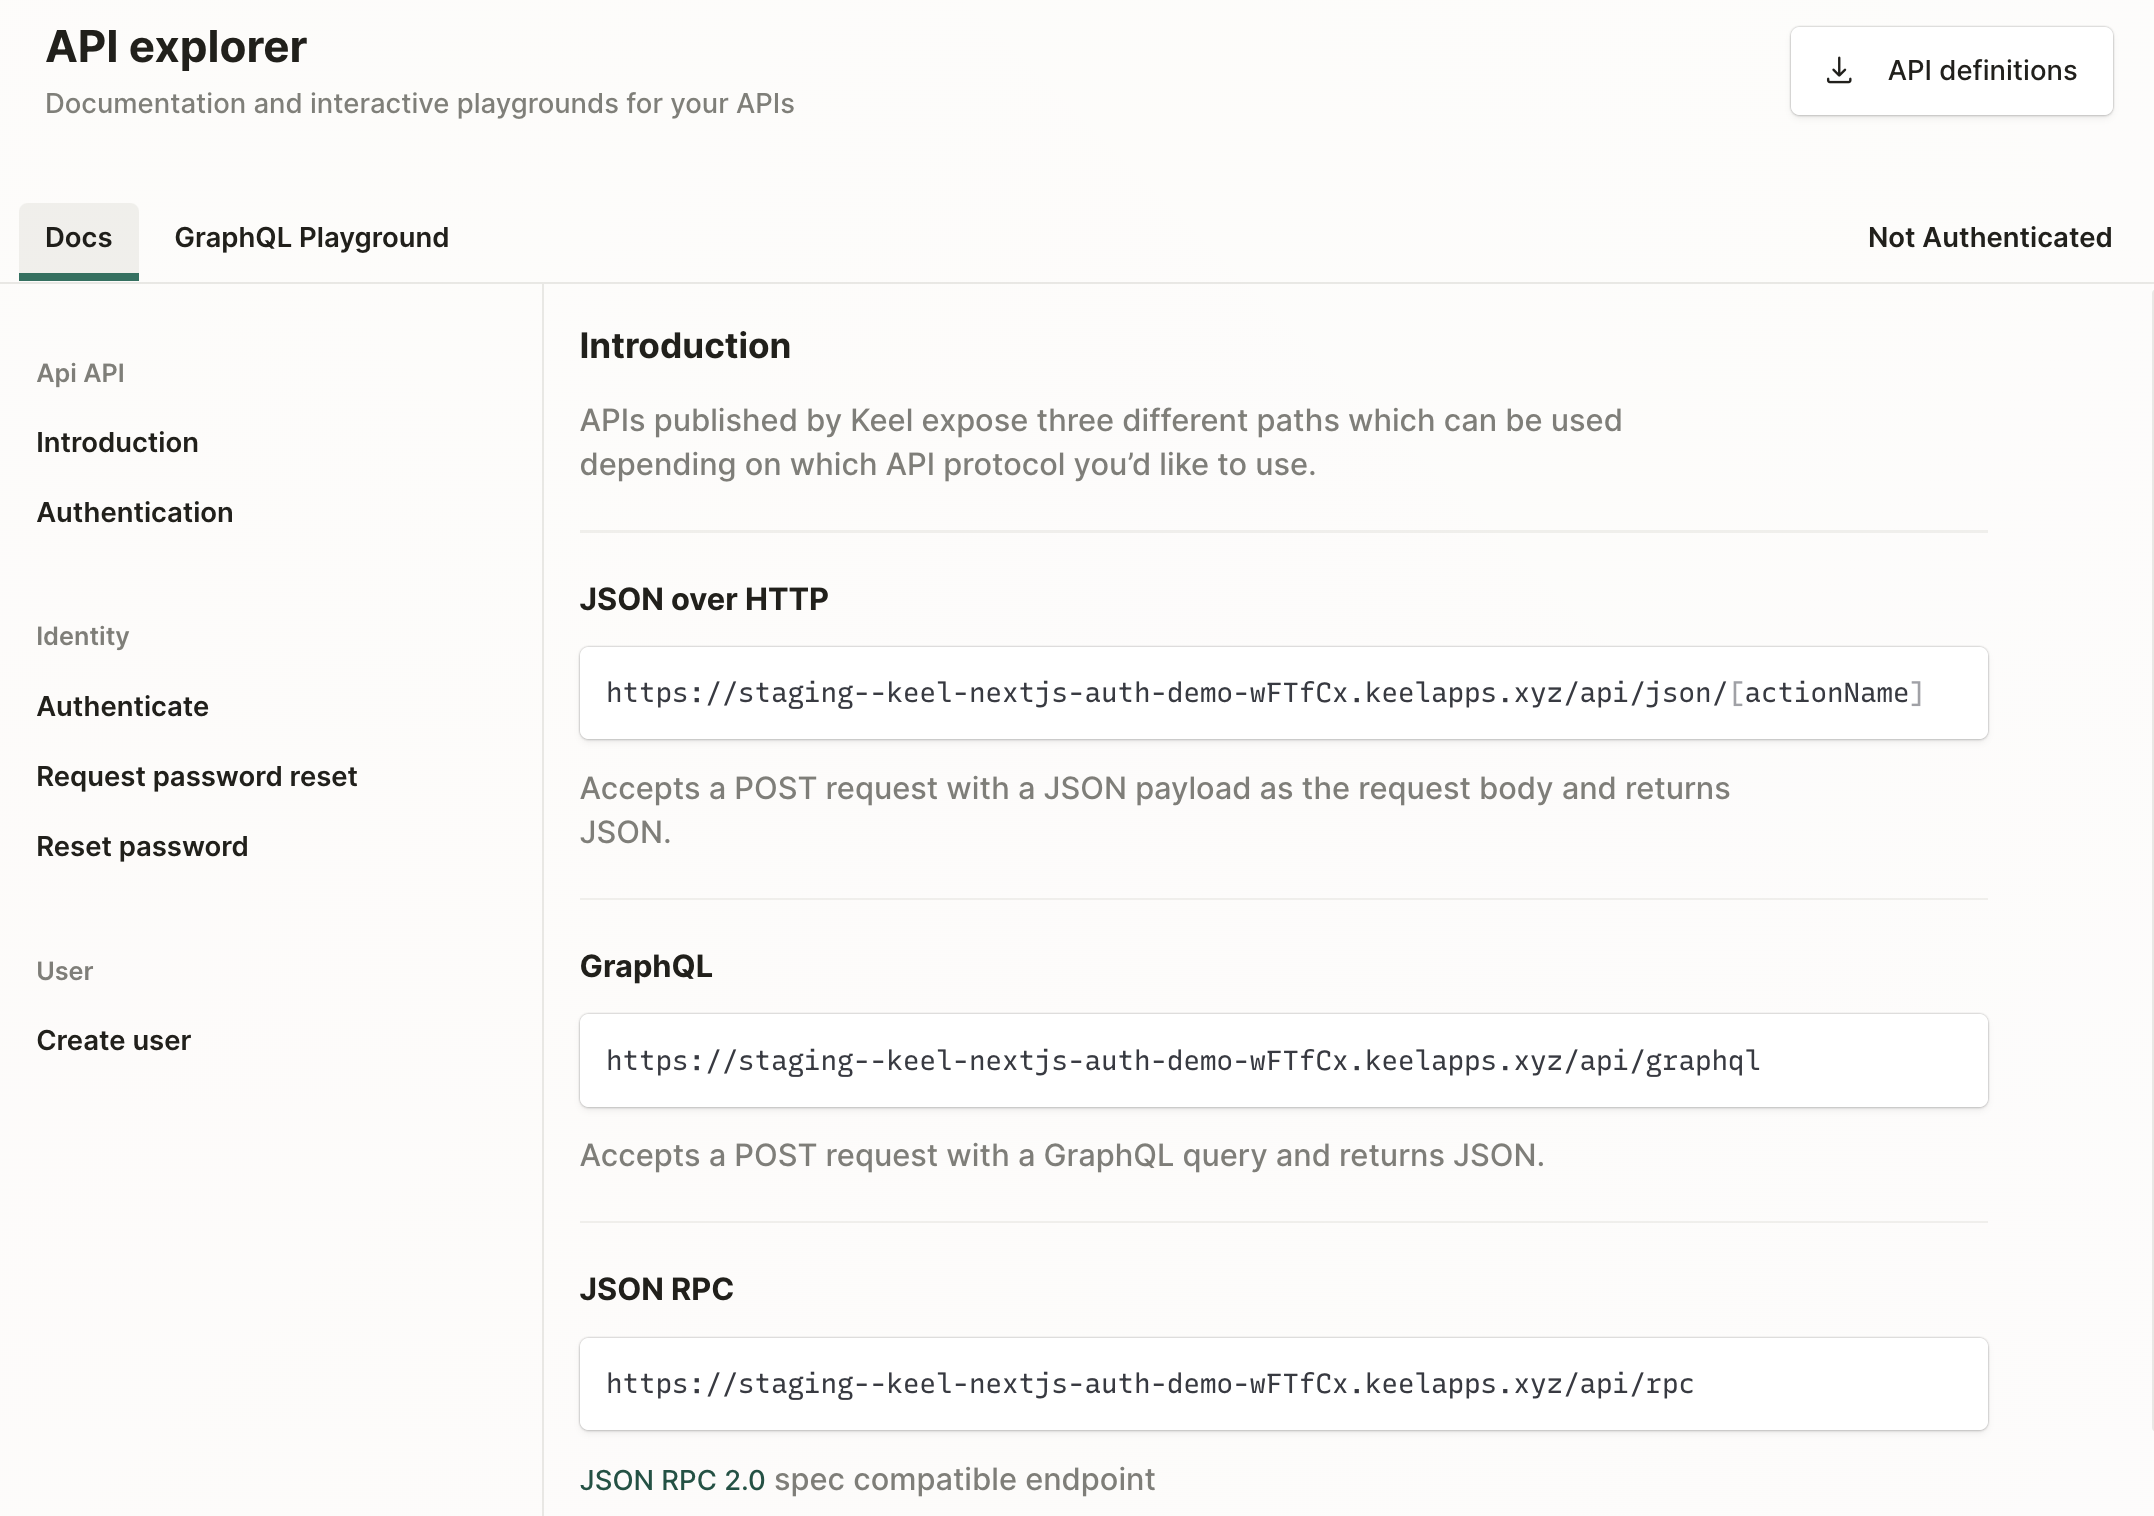 API explorer
Documentation and interactive playgrounds for your APIs
API definitions
Docs
GraphQL Playground
Not Authenticated
Api API
Introduction
Authentication
Identity
Authenticate
Request password reset
Reset password
User
Create user
Introduction
APIs published by Keel expose three different paths which can be used
depending on which API protocol you’d like to use.
JSON over HTTP
https://staging--keel-nextjs-auth-demo-wFTfCx.keelapps.xyz/api/json/[actionName]
Accepts a POST request with a JSON payload as the request body and returns
JSON.
GraphQL
https://staging--keel-nextjs-auth-demo-wFTfCx.keelapps.xyz/api/graphql
Accepts a POST request with a GraphQL query and returns JSON.
JSON RPC
https://staging--keel-nextjs-auth-demo-wFTfCx.keelapps.xyz/api/rpc
JSON RPC 2.0 spec compatible endpoint